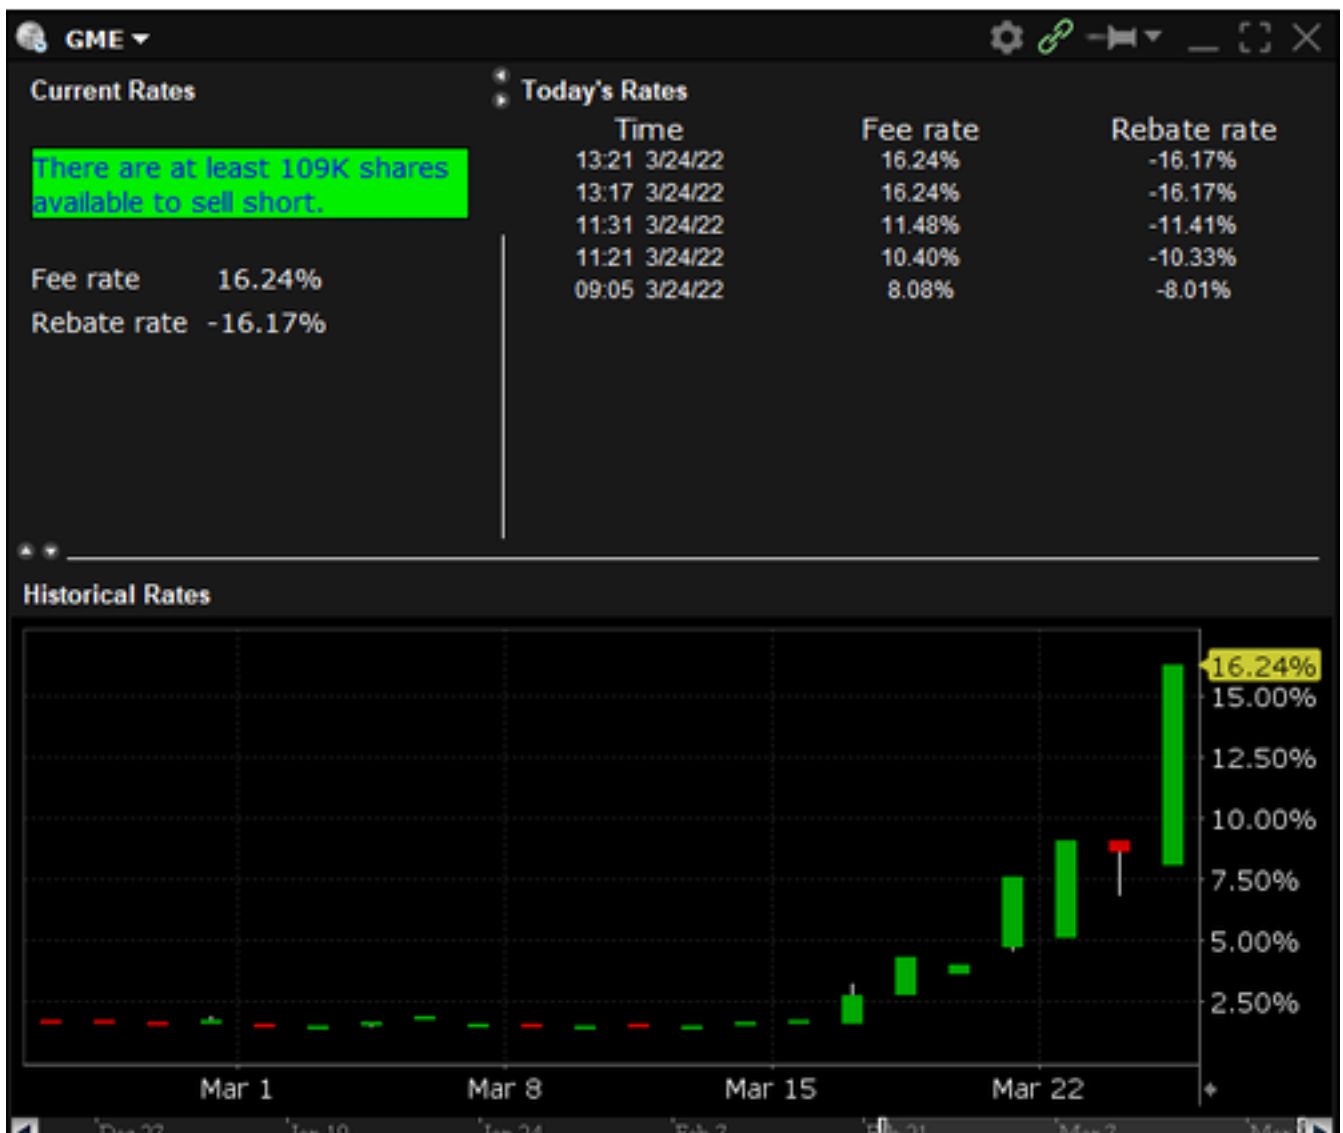 GME
Current Rates
There are at least 109K shares
available to sell short.
Fee rate 16.24%
Rebate rate -16.17%
Today's Rates
Time Fee rate Rebate rate
13:21 3/24/22 16.24% -16.17%
13:17 3/24/22 16.24% -16.17%
11:31 3/24/22 11.48% -11.41%
11:21 3/24/22 10.40% -10.33%
09:05 3/24/22 8.08% -8.01%
Historical Rates
16.24%
15.00%
12.50%
10.00%
7.50%
5.00%
2.50%
Mar 1 Mar 8 Mar 15 Mar 22